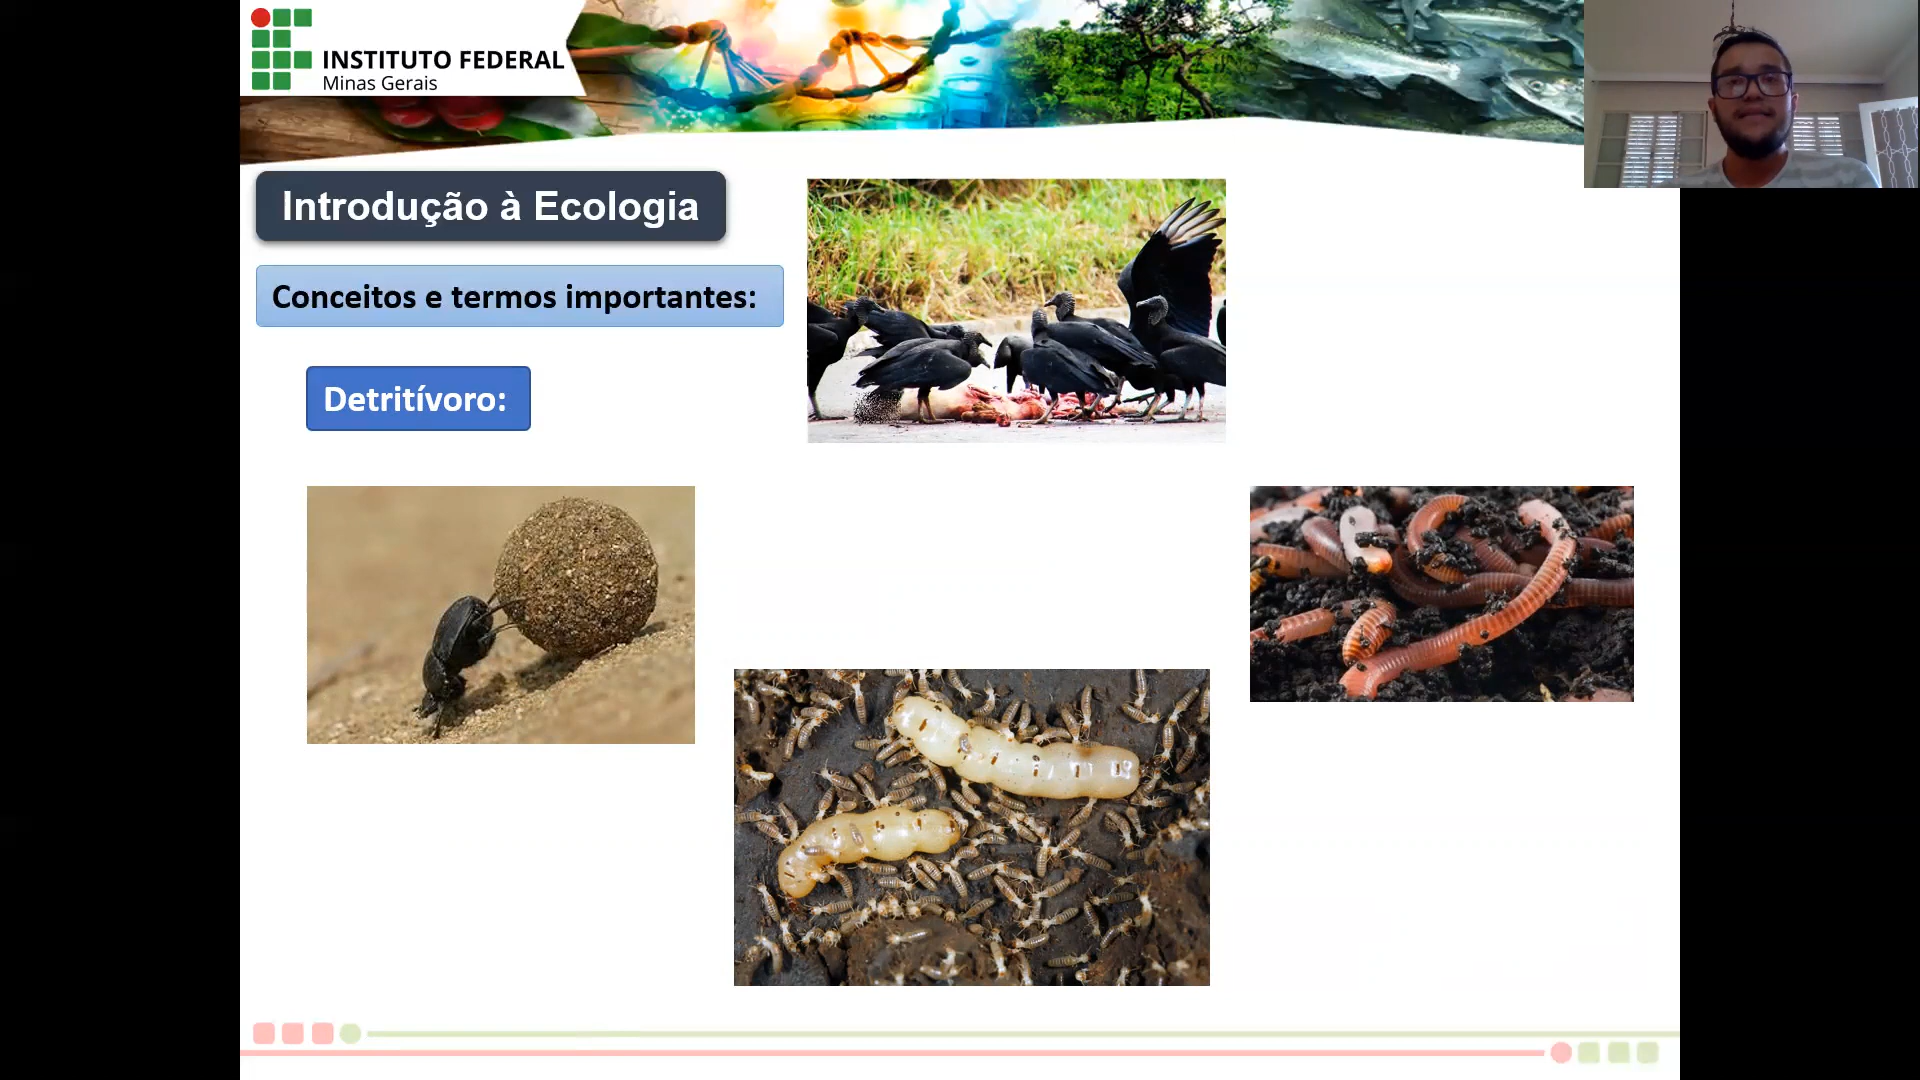 INSTITUTO FEDERAL
Minas Gerais
Introdução à Ecologia
Conceitos e termos importantes:
Detritívoro: